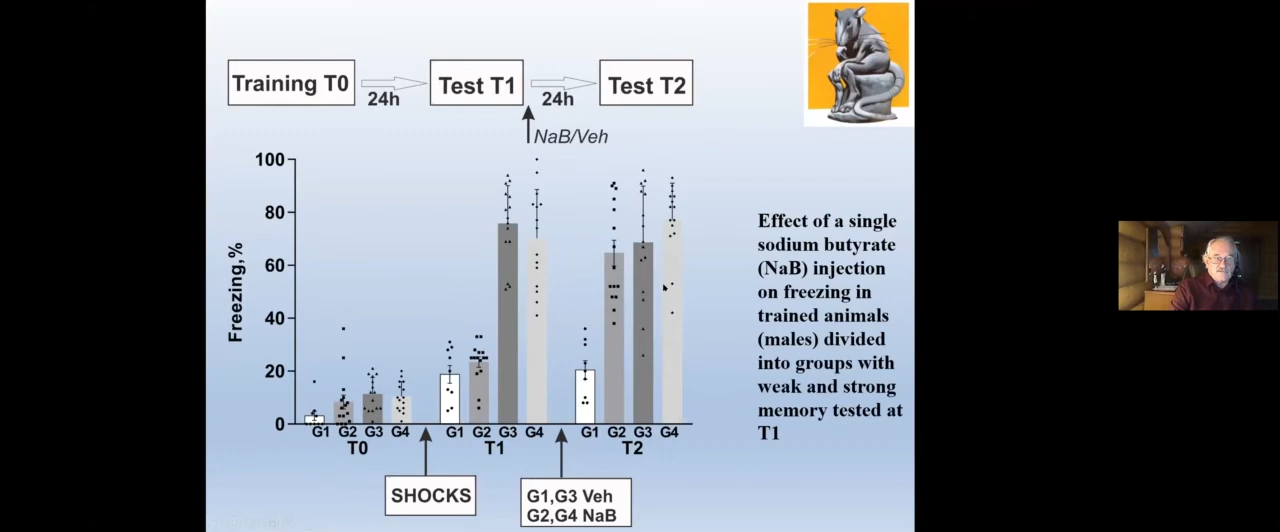 Training T0
24h
Test T1
24h
Test T2
NaB/Veh
Freezing,%
100
80
60
40
20
0
G1 G2 G3 G4
T0
G1 G2 G3 G4
T1
G1 G2 G3 G4
T2
SHOCKS
G1,G3 Veh
G2,G4 NaB
Effect of a single
sodium butyrate
(NaB) injection
on freezing in
trained animals
(males) divided
into groups with
weak and strong
memory tested at
T1